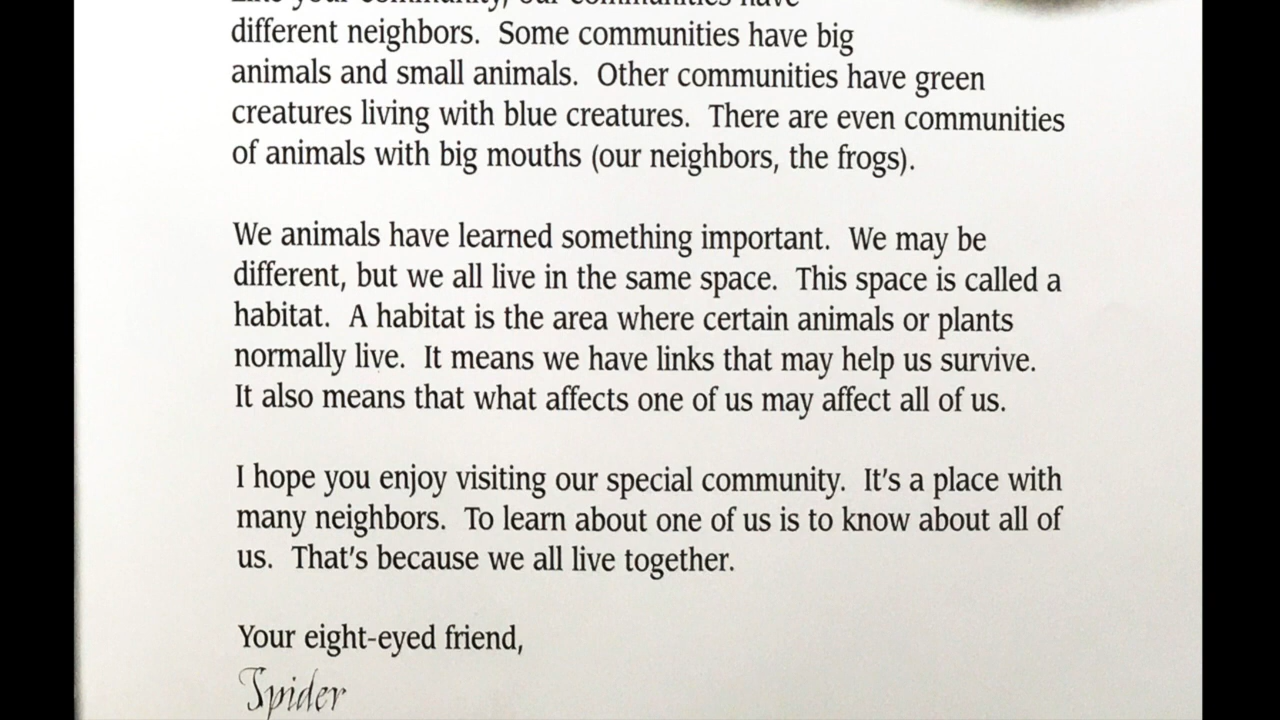 your community, our communities have
different neighbors. Some communities have big
animals and small animals. Other communities have green
creatures living with blue creatures. There are even communities
of animals with big mouths (our neighbors, the frogs).
We animals have learned something important. We may be
different, but we all live in the same space. This space is called a
habitat. A habitat is the area where certain animals or plants
normally live. It means we have links that may help us survive.
It also means that what affects one of us may affect all of us.
I hope you enjoy visiting our special community. It's a place with
many neighbors. To learn about one of us is to know about all of
us. That's because we all live together.
Your eight-eyed friend,
Spider